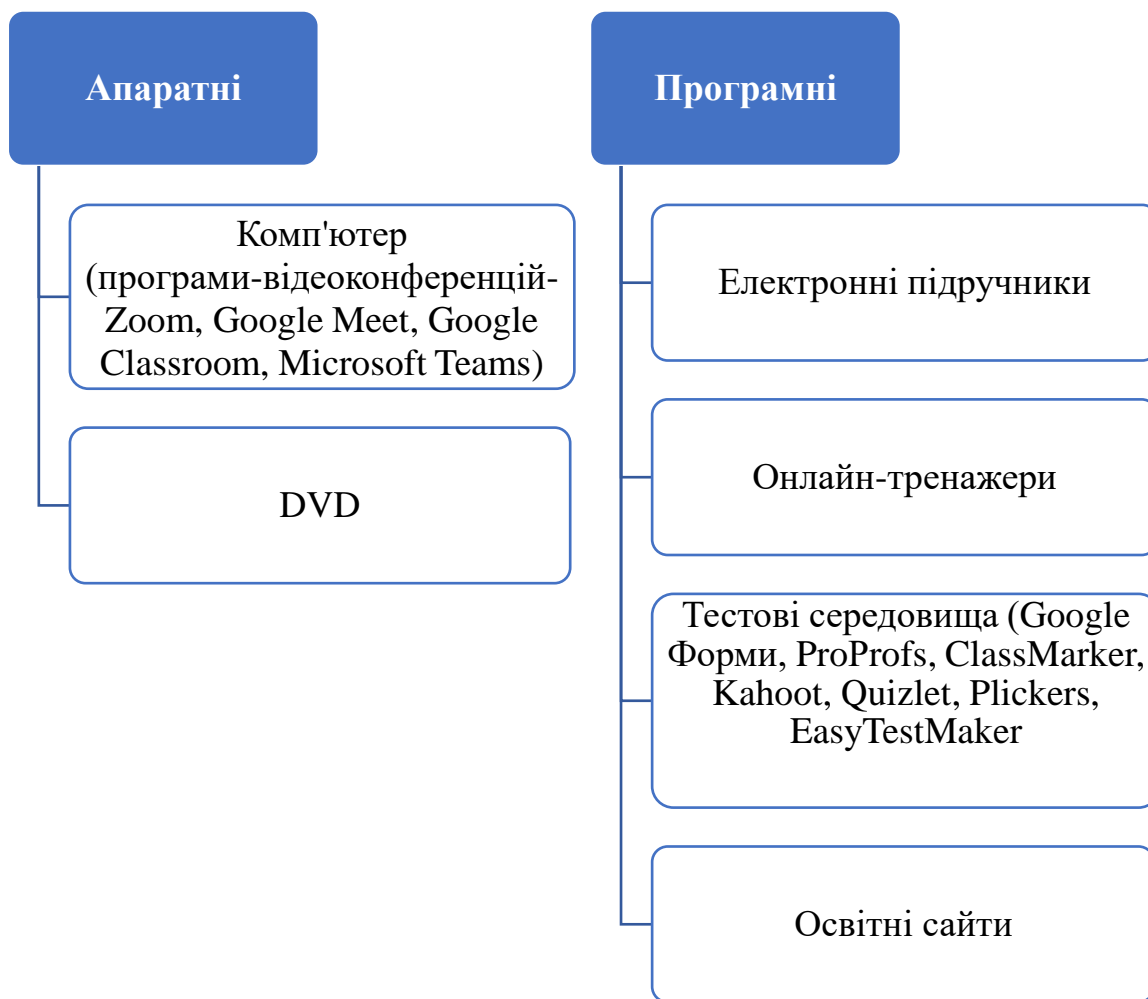 Апаратні
Комп'ютер
(програми-відеоконференцій-
Zoom, Google Meet, Google
Classroom, Microsoft Teams)
DVD
Програмні
Електронні підручники
Онлайн-тренажери
Тестові середовища (Google
Форми, ProProfs, ClassMarker,
Kahoot, Quizlet, Plickers,
EasyTestMaker
Освітні сайти